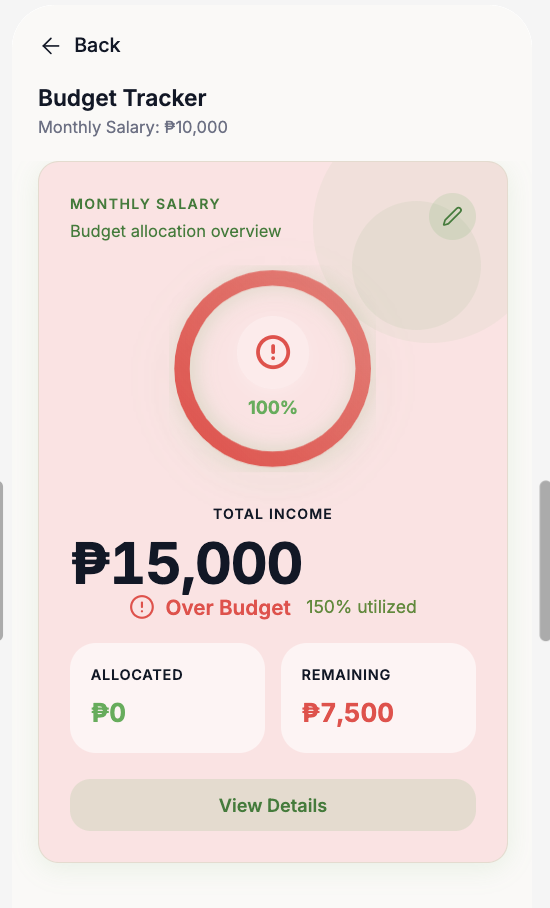 Back
Budget Tracker
Monthly Salary: ₱10,000
MONTHLY SALARY
Budget allocation overview
100%
TOTAL INCOME
₱15,000
Over Budget 150% utilized
ALLOCATED
₱0
REMAINING
₱7,500
View Details